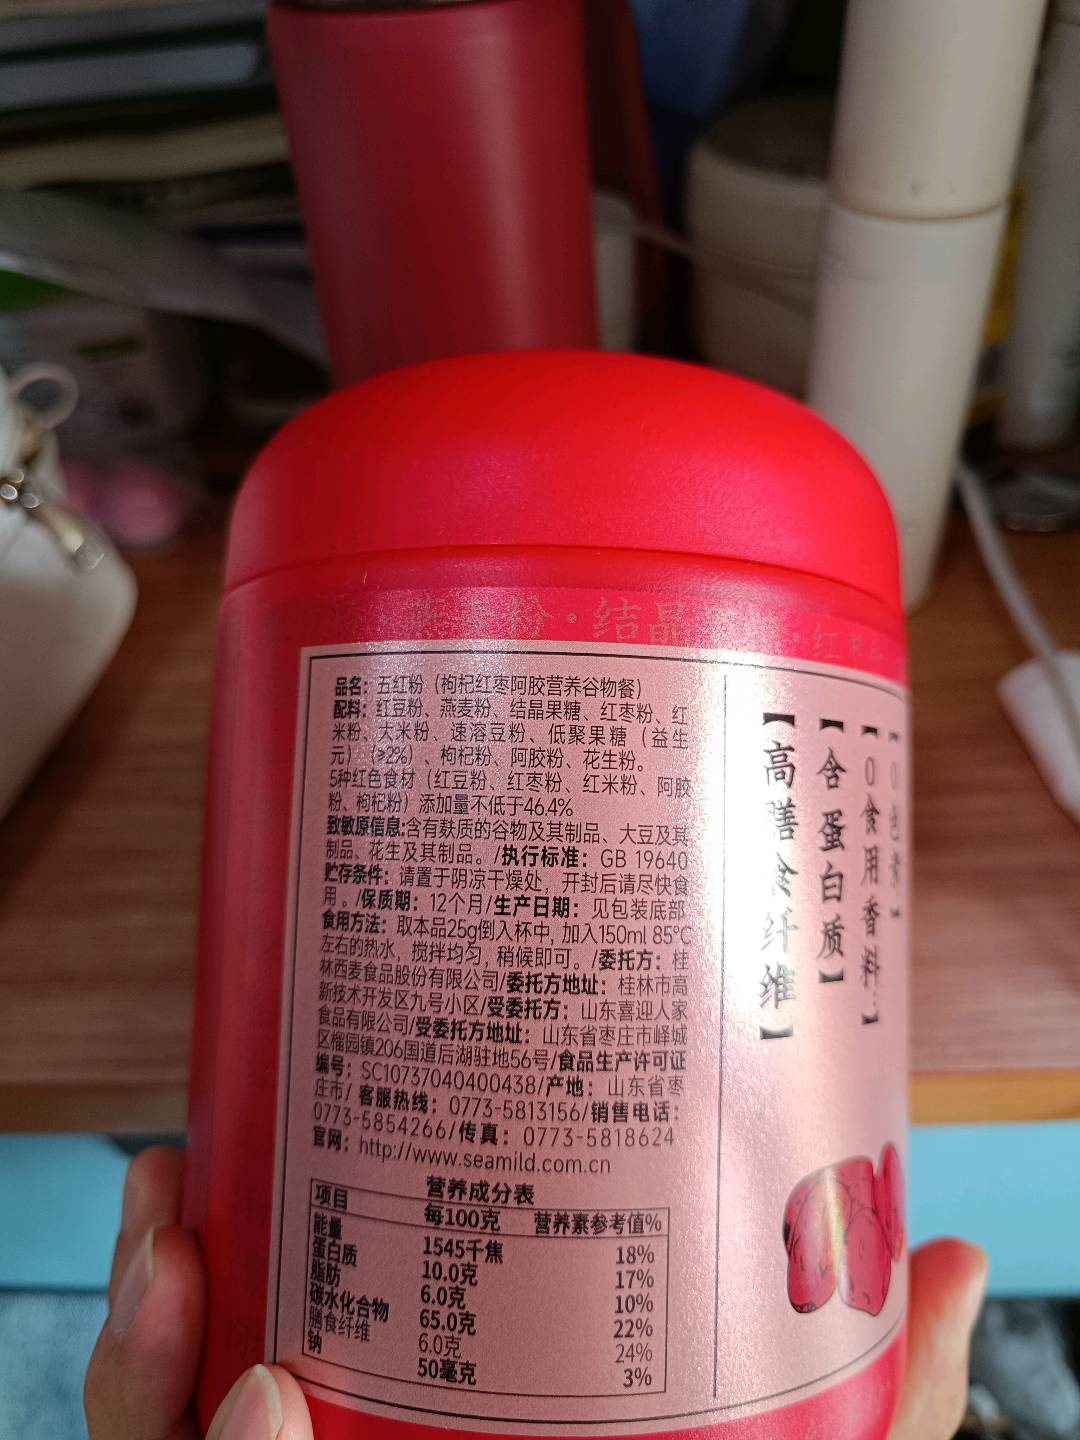 ·燕麦粉·结晶
·红枣
品名：五红粉（枸杞红枣阿胶营养谷物餐）
配料：红豆粉、燕麦粉、结晶果糖、红枣粉、红
米粉、大米粉、速溶豆粉、低聚果糖（益生
元）（≥2%）、枸杞粉、阿胶粉、花生粉。
5种红色食材（红豆粉、红枣粉、红米粉、阿胶
粉、枸杞粉）添加量不低于46.4%
致敏原信息:含有麸质的谷物及其制品、大豆及其
制品、花生及其制品。/执行标准：GB 19640
贮存条件：请置于阴凉干燥处，开封后请尽快食
用。/保质期：12个月/生产日期：见包装底部
食用方法：取本品25g倒入杯中,加入150ml 85℃
左右的热水，搅拌均匀，稍候即可。/委托方：桂
林西麦食品股份有限公司/委托方地址：桂林市高
新技术开发区九号小区/受委托方：山东喜迎人家
食品有限公司/受委托方地址：山东省枣庄市峄城
区榴园镇206国道后湖驻地56号/食品生产许可证
编号：SC10737040400438/产地：山东省枣
庄市/客服热线：0773-5813156/销售电话：
0773-5854266/传真：0773-5818624
官网：http://www.seamild.com.cn
营养成分表
项目 每100克 营养素参考值%
能量 1545千焦 18%
蛋白质 10.0克 17%
脂肪 6.0克 10%
碳水化合物 65.0克 22%
膳食纤维 6.0克 24%
钠 50毫克 3%
【0色素】
【0食用香料】
【含蛋白质】
【高膳食纤维】